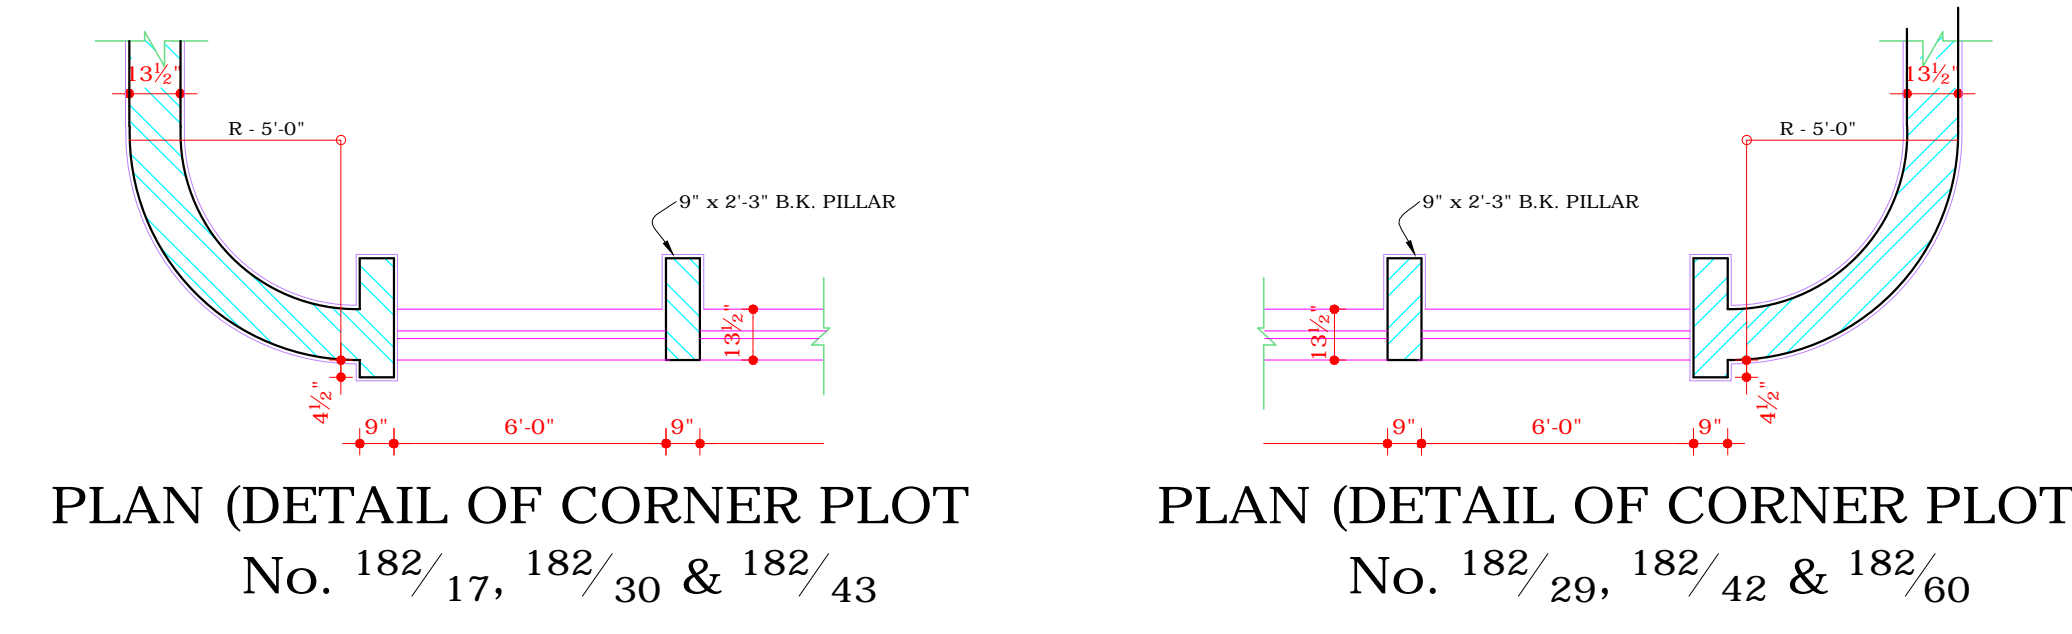 13½"
R - 5'-0"
9" x 2'-3" B.K. PILLAR
13½"
4½"
9"
6'-0"
9"
PLAN (DETAIL OF CORNER PLOT
No. 182/17, 182/30 & 182/43
13½"
R - 5'-0"
9" x 2'-3" B.K. PILLAR
13½"
4½"
9"
6'-0"
9"
PLAN (DETAIL OF CORNER PLOT
No. 182/29, 182/42 & 182/60